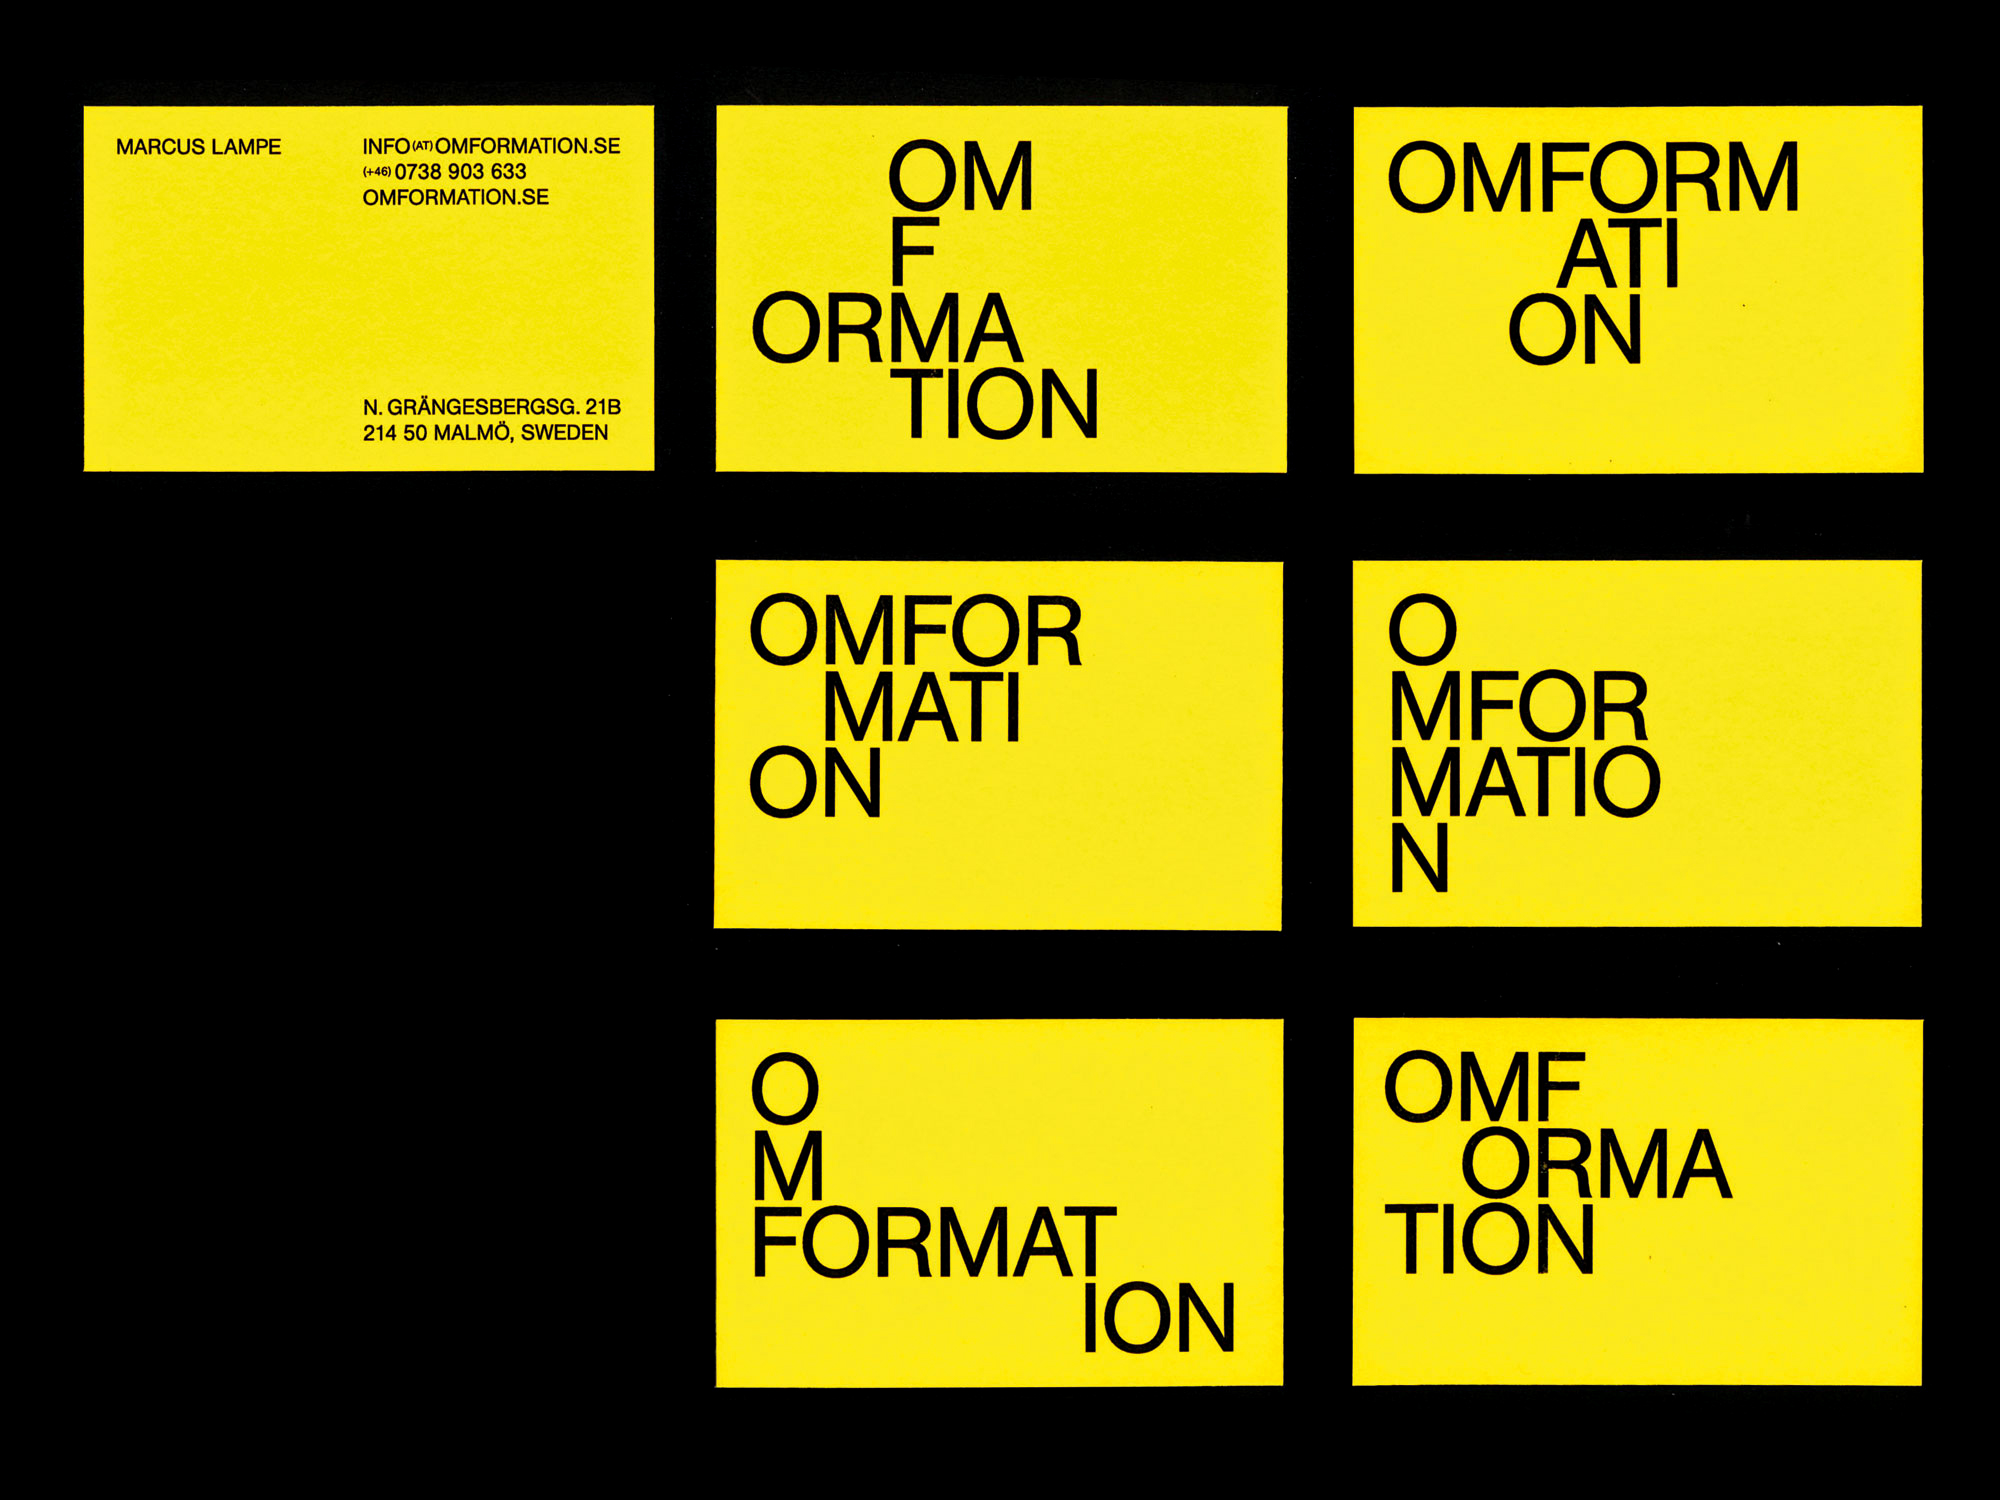 MARCUS LAMPE
INFO(AT)OMFORMATION.SE
(+46) 0738 903 633
OMFORMATION.SE
N. GRÄNGESBERGSG. 21B
214 50 MALMÖ, SWEDEN
OM
F
ORMA
TION
OMFORM
ATI
ON
OMFOR
MATI
ON
O
MFOR
MATIO
N
O
M
FORMAT
ION
OMF
ORMA
TION